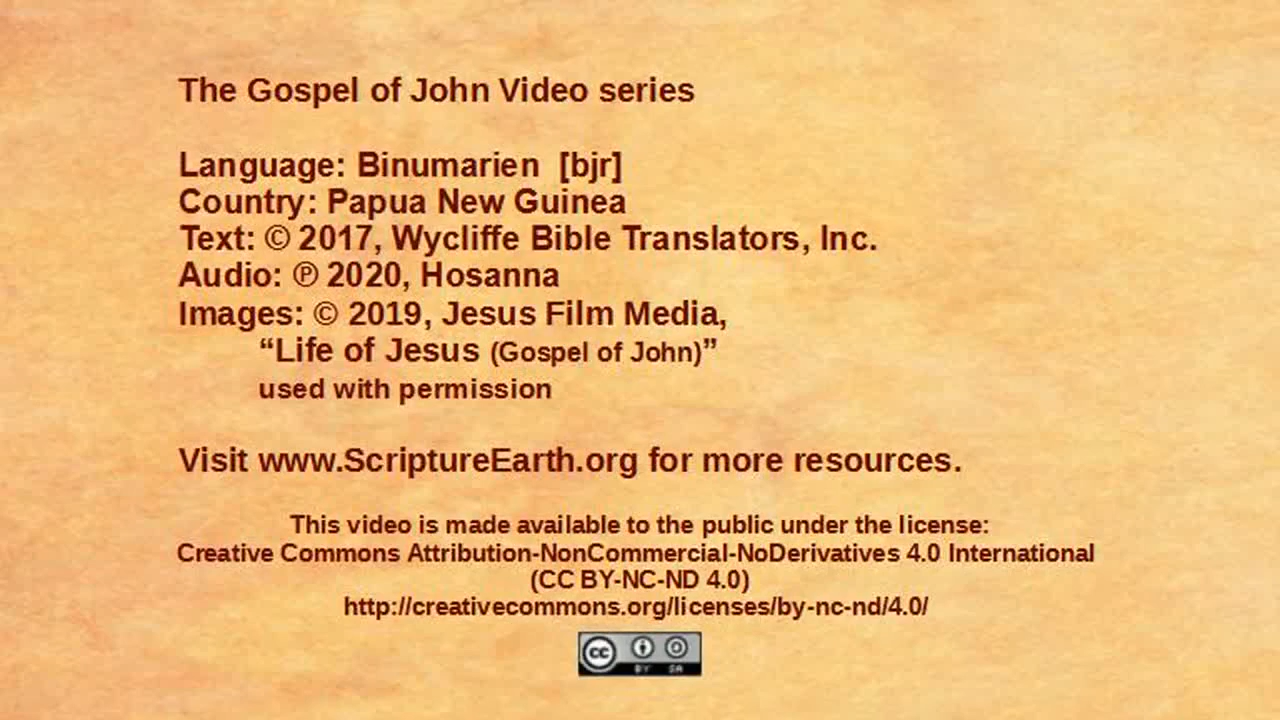 The Gospel of John Video series
Language: Binumarien [bjr]
Country: Papua New Guinea
Text: © 2017, Wycliffe Bible Translators, Inc.
Audio: ℗ 2020, Hosanna
Images: © 2019, Jesus Film Media,
“Life of Jesus (Gospel of John)”
used with permission
Visit www.ScriptureEarth.org for more resources.
This video is made available to the public under the license:
Creative Commons Attribution-NonCommercial-NoDerivatives 4.0 International
(CC BY-NC-ND 4.0)
http://creativecommons.org/licenses/by-nc-nd/4.0/
cc BY SA